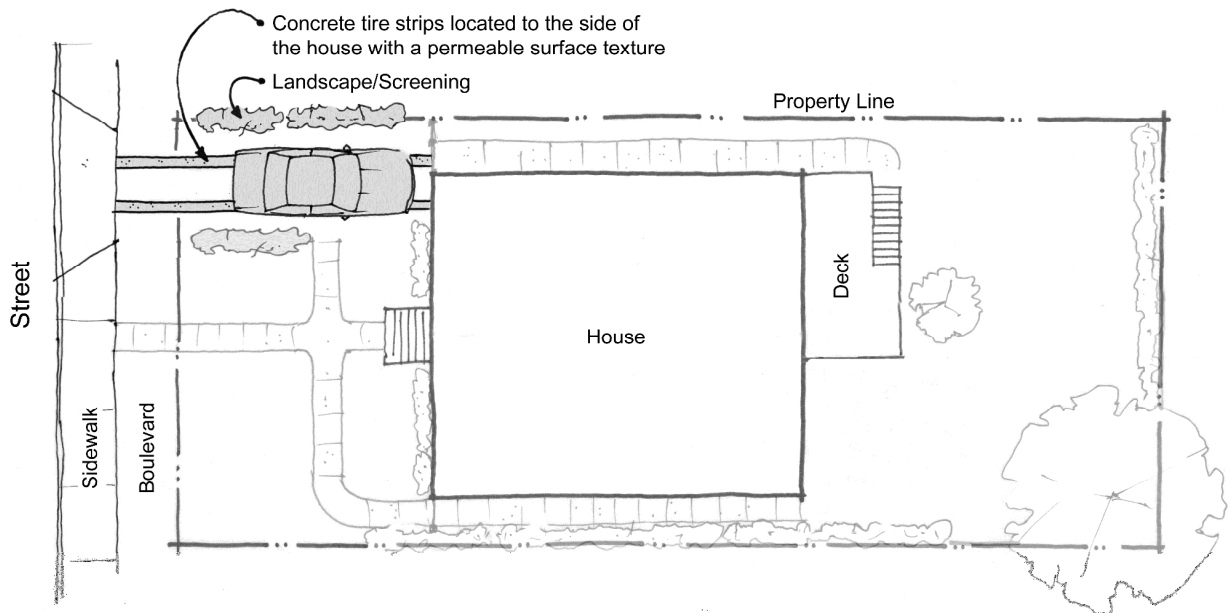 Concrete tire strips located to the side of
the house with a permeable surface texture
Landscape/Screening
Property Line
Street
Sidewalk
Boulevard
House
Deck